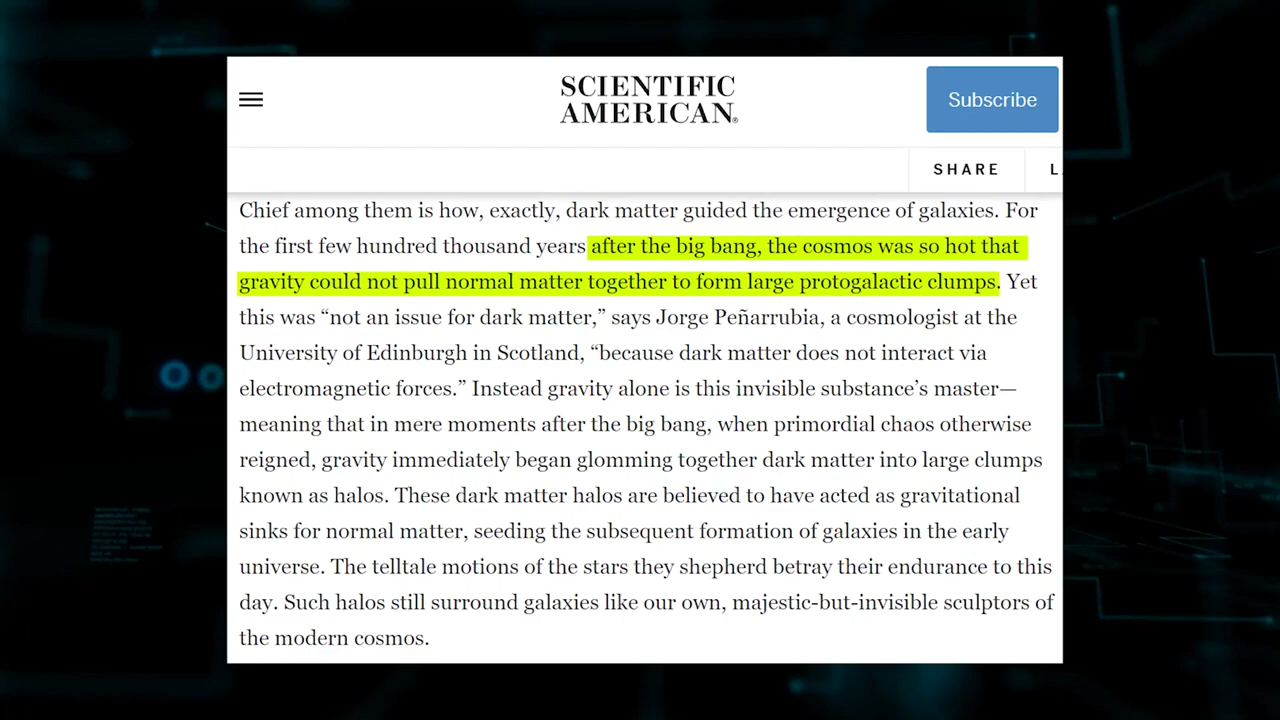 SCIENTIFIC
AMERICAN®
Subscribe
SHARE
Chief among them is how, exactly, dark matter guided the emergence of galaxies. For
the first few hundred thousand years after the big bang, the cosmos was so hot that
gravity could not pull normal matter together to form large protogalactic clumps. Yet
this was “not an issue for dark matter,” says Jorge Peñarrubia, a cosmologist at the
University of Edinburgh in Scotland, “because dark matter does not interact via
electromagnetic forces.” Instead gravity alone is this invisible substance’s master—
meaning that in mere moments after the big bang, when primordial chaos otherwise
reigned, gravity immediately began glomming together dark matter into large clumps
known as halos. These dark matter halos are believed to have acted as gravitational
sinks for normal matter, seeding the subsequent formation of galaxies in the early
universe. The telltale motions of the stars they shepherd betray their endurance to this
day. Such halos still surround galaxies like our own, majestic-but-invisible sculptors of
the modern cosmos.